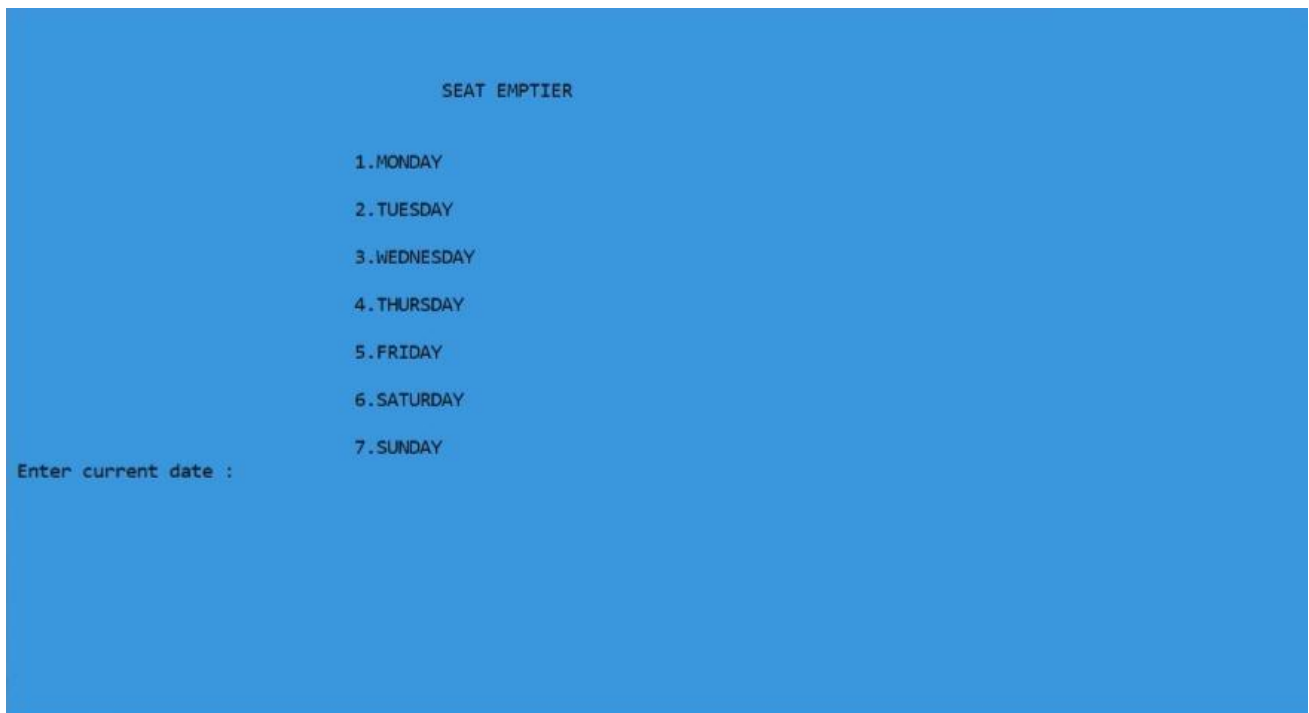 SEAT EMPTIER
1.MONDAY
2.TUESDAY
3.WEDNESDAY
4.THURSDAY
5.FRIDAY
6.SATURDAY
7.SUNDAY
Enter current date :